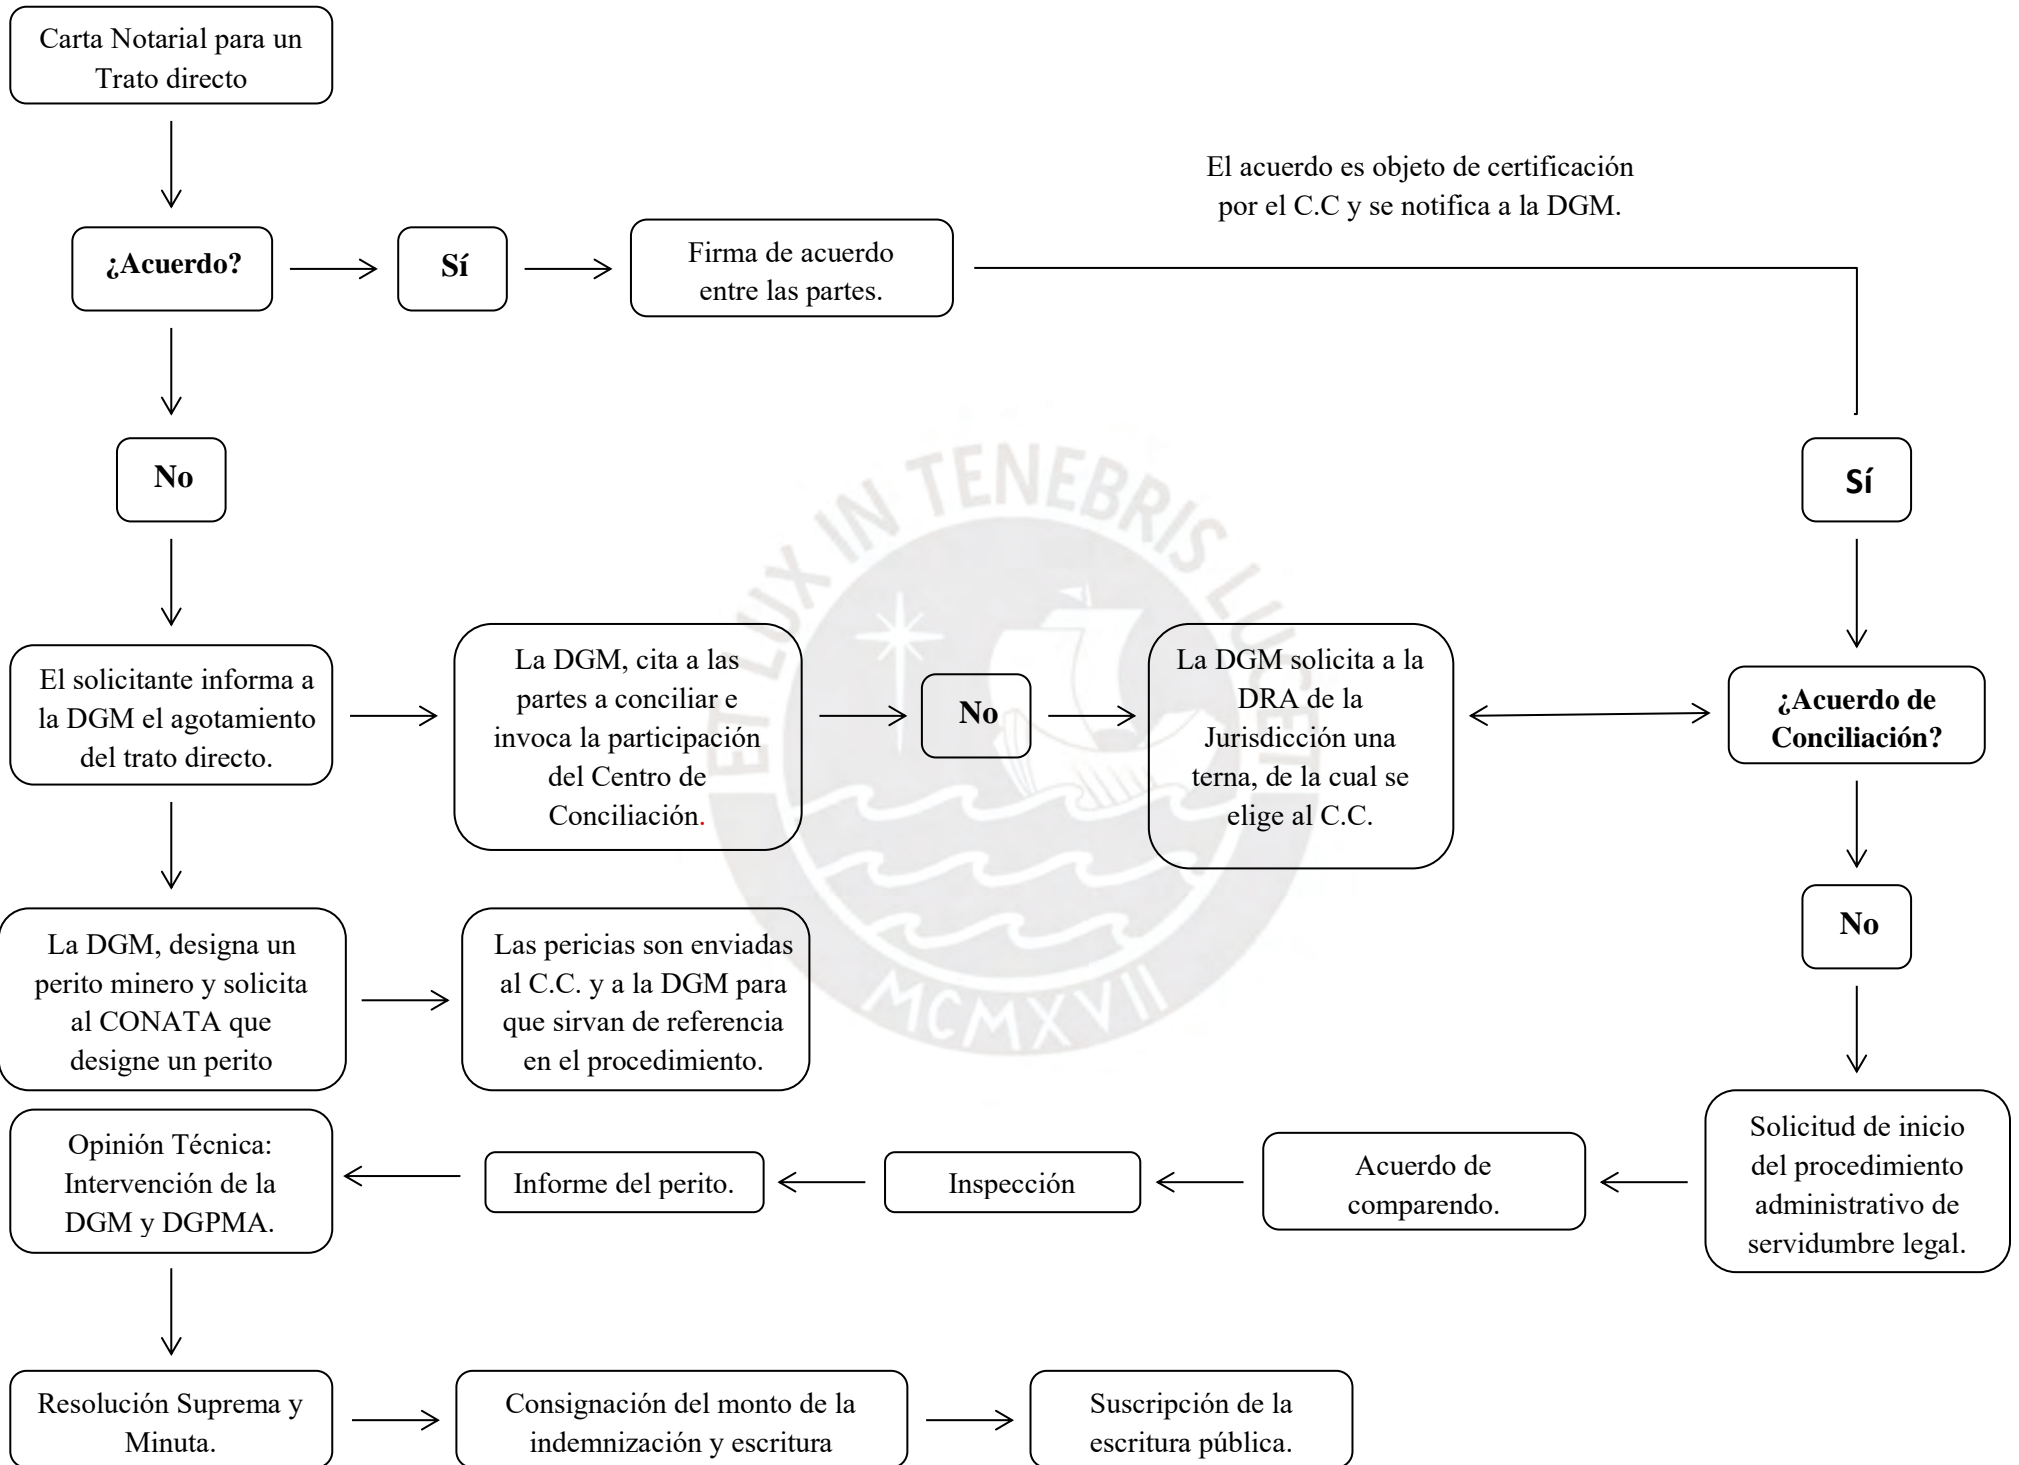 Carta Notarial para un
Trato directo
El acuerdo es objeto de certificación
por el C.C y se notifica a la DGM.
¿Acuerdo?
Sí
Firma de acuerdo
entre las partes.
No
Sí
El solicitante informa a
la DGM el agotamiento
del trato directo.
La DGM, cita a las
partes a conciliar e
invoca la participación
del Centro de
Conciliación.
No
La DGM solicita a la
DRA de la
Jurisdicción una
terna, de la cual se
elige al C.C.
¿Acuerdo de
Conciliación?
No
La DGM, designa un
perito minero y solicita
al CONATA que
designe un perito
Las pericias son enviadas
al C.C. y a la DGM para
que sirvan de referencia
en el procedimiento.
Solicitud de inicio
del procedimiento
administrativo de
servidumbre legal.
Acuerdo de
comparendo.
Inspección
Informe del perito.
Opinión Técnica:
Intervención de la
DGM y DGPMA.
Resolución Suprema y
Minuta.
Consignación del monto de la
indemnización y escritura
Suscripción de la
escritura pública.
ET LUX IN TENEBRIS LUCET
MCMXVII